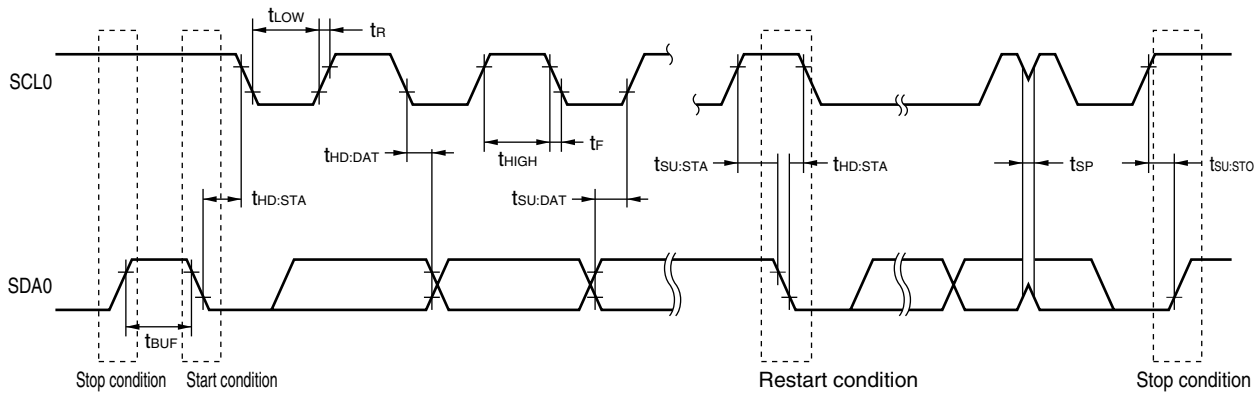 tLOW
tR
SCL0
tHD:DAT
tHIGH
tF
tSU:STA
tHD:STA
tSP
tSU:STO
tHD:STA
tSU:DAT
SDA0
tBUF
Stop condition
Start condition
Restart condition
Stop condition